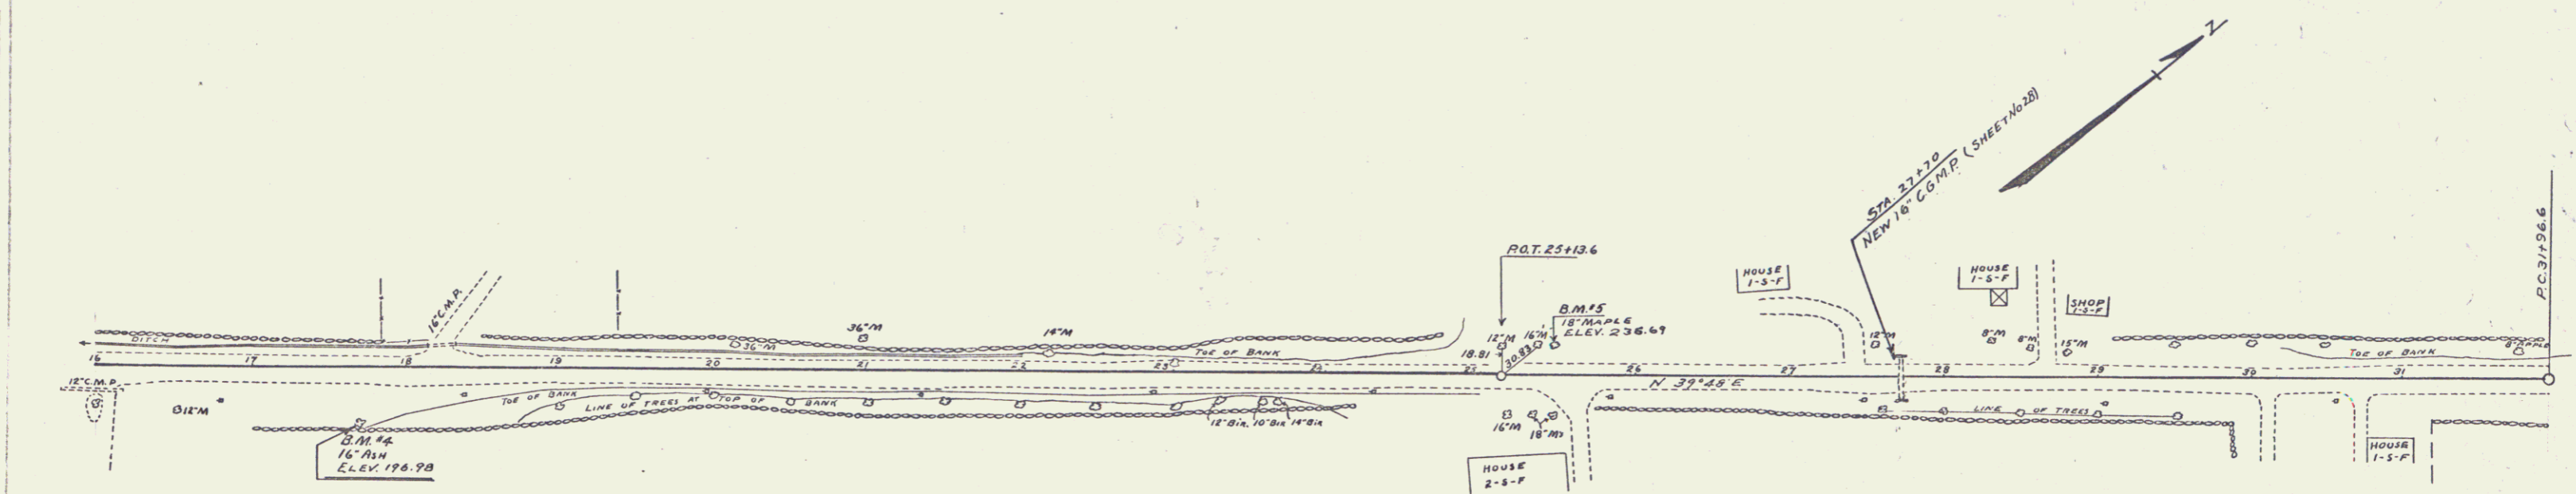 N
STA. 27+70
NEW 16" C.G.M.P. (SHEET No 28)
P.C. 31+96.6
P.O.T. 25+13.6
HOUSE
1-S-F
HOUSE
1-S-F
SHOP
1-S-F
16" C.M.P.
B.M. #5
18" MAPLE
ELEV. 236.69
36"M
14"M
12"M
16"M
12"M
8"M
8"M
15"M
8" MAPLE
DITCH
36"M
18.81
30.83
TOE OF BANK
TOE OF BANK
16 17 18 19 20 21 22 23 24 25 26 27 28 29 30 31
N 39°48' E
12" C.M.P.
12"M
TOE OF BANK
LINE OF TREES AT TOP OF BANK
LINE OF TREES
12" Bir. 10" Bir 14" Bir
16"M
18"Ms
B.M. #4
16" ASH
ELEV. 196.98
HOUSE
2-S-F
HOUSE
1-S-F